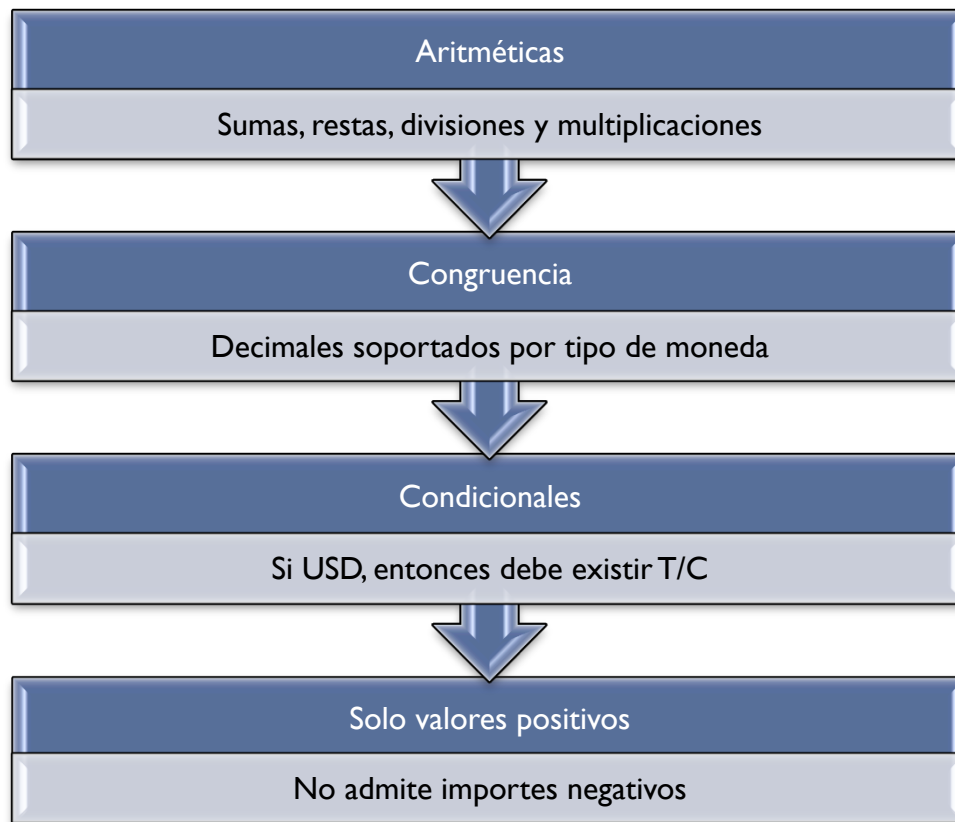 Aritméticas
Sumas, restas, divisiones y multiplicaciones
Congruencia
Decimales soportados por tipo de moneda
Condicionales
Si USD, entonces debe existir T/C
Solo valores positivos
No admite importes negativos